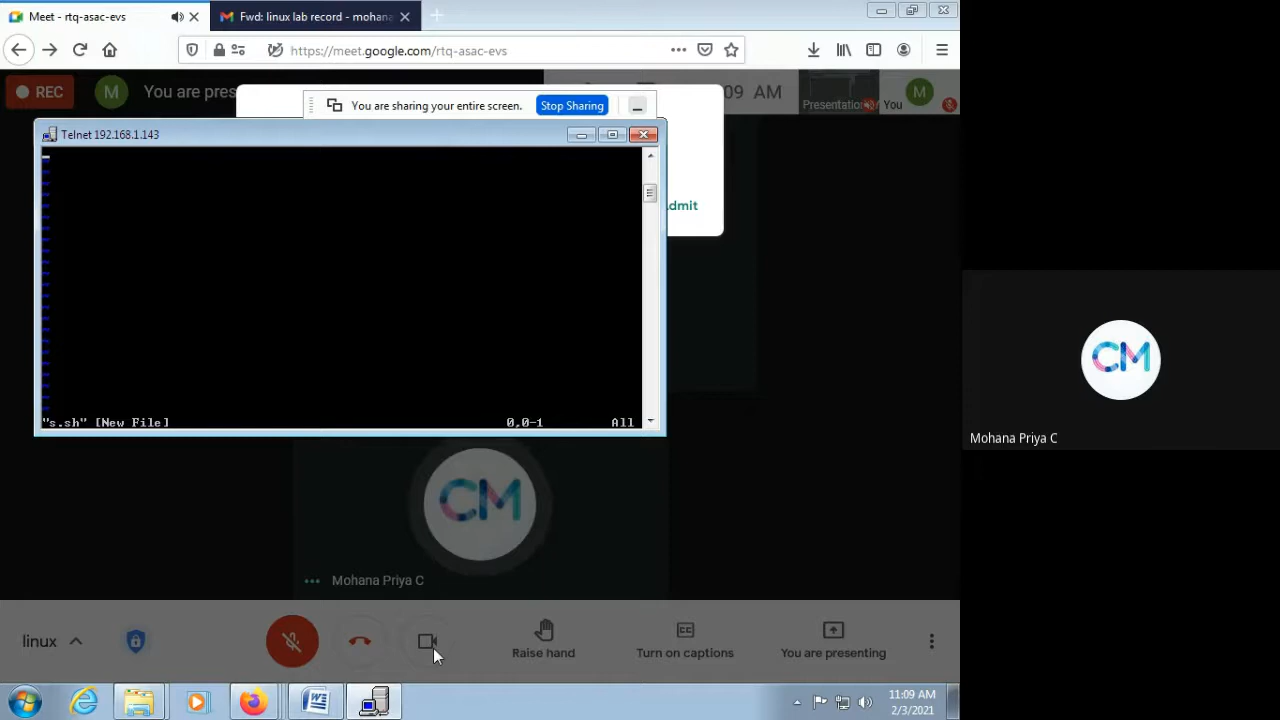 Meet - rtq-asac-evs
Fwd: linux lab record - mohana
https://meet.google.com/rtq-asac-evs
REC
M
You are pres
You are sharing your entire screen.
Stop Sharing
09 AM
Presentation
You
M
Telnet 192.168.1.143
dmit
"s.sh" [New File]
0,0-1
All
CM
Mohana Priya C
CM
Mohana Priya C
linux
Raise hand
Turn on captions
You are presenting
11:09 AM
2/3/2021